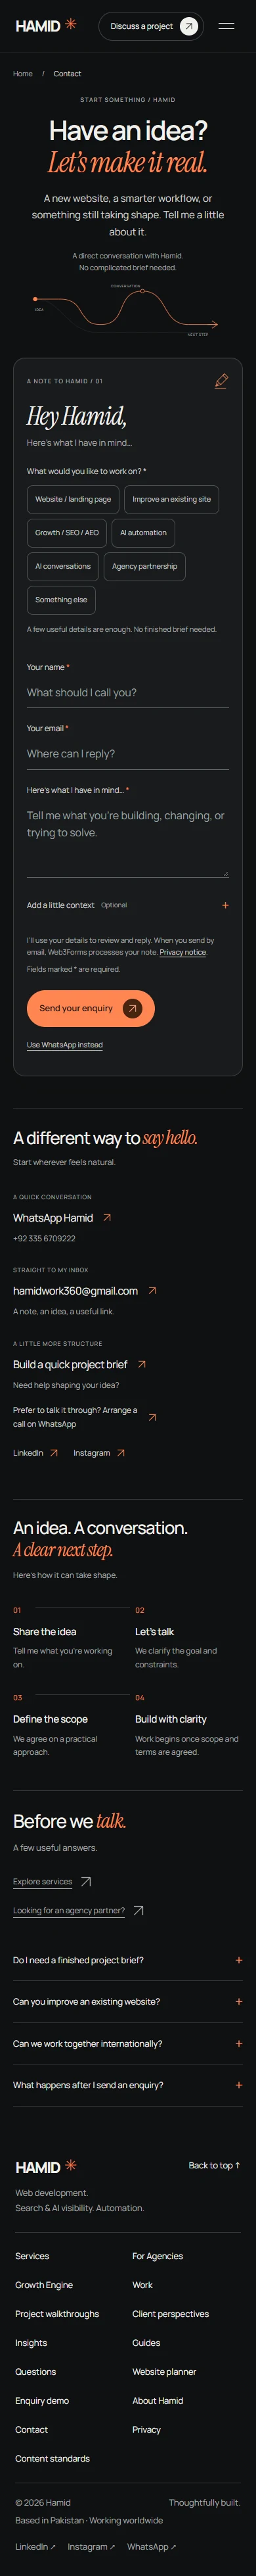 HAMID
Discuss a project
Home / Contact
START SOMETHING / HAMID
Have an idea?
Let's make it real.
A new website, a smarter workflow, or
something still taking shape. Tell me a little
about it.
A direct conversation with Hamid.
No complicated brief needed.
CONVERSATION
IDEA
NEXT STEP
A NOTE TO HAMID / 01
Hey Hamid,
Here's what I have in mind...
What would you like to work on? *
Website / landing page
Improve an existing site
Growth / SEO / AEO
AI automation
AI conversations
Agency partnership
Something else
A few useful details are enough. No finished brief needed.
Your name *
What should I call you?
Your email *
Where can I reply?
Here's what I have in mind... *
Tell me what you're building, changing, or
trying to solve.
Add a little context Optional +
I'll use your details to review and reply. When you send by
email, Web3Forms processes your note. Privacy notice.
Fields marked * are required.
Send your enquiry
Use WhatsApp instead
A different way to say hello.
Start wherever feels natural.
A QUICK CONVERSATION
WhatsApp Hamid
+92 335 6709222
STRAIGHT TO MY INBOX
hamidwork360@gmail.com
A note, an idea, a useful link.
A LITTLE MORE STRUCTURE
Build a quick project brief
Need help shaping your idea?
Prefer to talk it through? Arrange a
call on WhatsApp
LinkedIn Instagram
An idea. A conversation.
A clear next step.
Here's how it can take shape.
01
Share the idea
Tell me what you're working
on.
02
Let's talk
We clarify the goal and
constraints.
03
Define the scope
We agree on a practical
approach.
04
Build with clarity
Work begins once scope and
terms are agreed.
Before we talk.
A few useful answers.
Explore services
Looking for an agency partner?
Do I need a finished project brief? +
Can you improve an existing website? +
Can we work together internationally? +
What happens after I send an enquiry? +
HAMID
Back to top ↑
Web development.
Search & AI visibility. Automation.
Services
For Agencies
Growth Engine
Work
Project walkthroughs
Client perspectives
Insights
Guides
Questions
Website planner
Enquiry demo
About Hamid
Contact
Privacy
Content standards
© 2026 Hamid
Thoughtfully built.
Based in Pakistan · Working worldwide
LinkedIn ↗ Instagram ↗ WhatsApp ↗